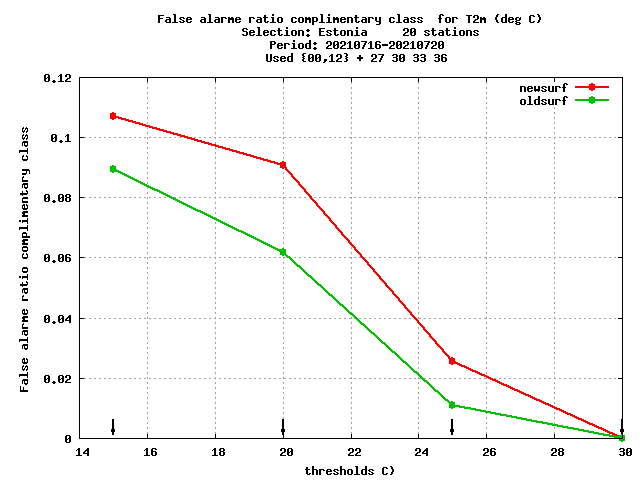 False alarme ratio complimentary class  for T2m (deg C)
Selection: Estonia     20 stations
Period: 20210716-20210720
Used {00,12} + 27 30 33 36
newsurf
oldsurf
False alarme ratio complimentary class
0.12
0.1
0.08
0.06
0.04
0.02
0
14 16 18 20 22 24 26 28 30
thresholds C)